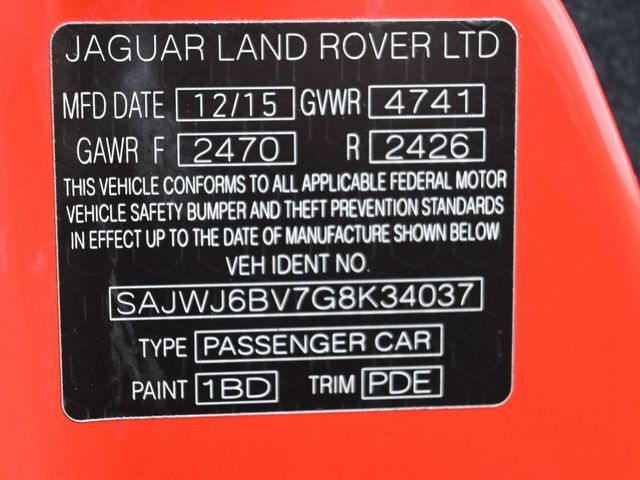 JAGUAR LAND ROVER LTD
MFD DATE 12/15 GVWR 4741
GAWR F 2470 R 2426
THIS VEHICLE CONFORMS TO ALL APPLICABLE FEDERAL MOTOR
VEHICLE SAFETY BUMPER AND THEFT PREVENTION STANDARDS
IN EFFECT UP TO THE DATE OF MANUFACTURE SHOWN BELOW
VEH IDENT NO.
SAJWJ6BV7G8K34037
TYPE PASSENGER CAR
PAINT 1BD TRIM PDE